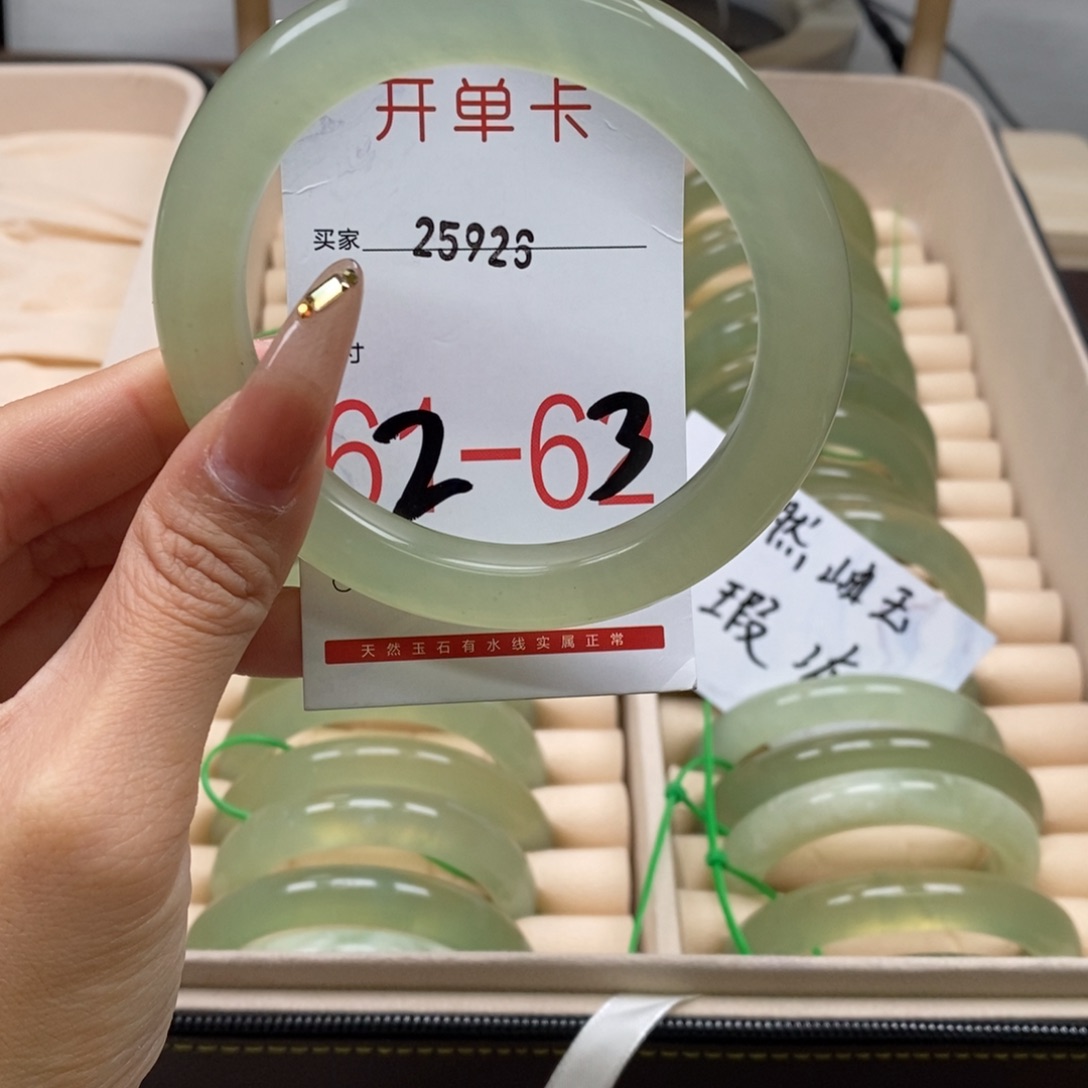 开单卡
买家 25926
寸
62-63
天然玉石有水线实属正常
然岫玉
瑕